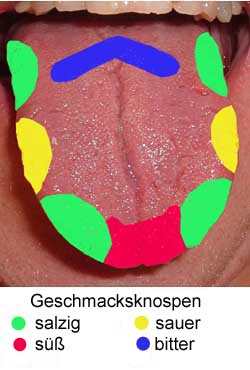 Geschmacksknospen
salzig sauer
süß bitter